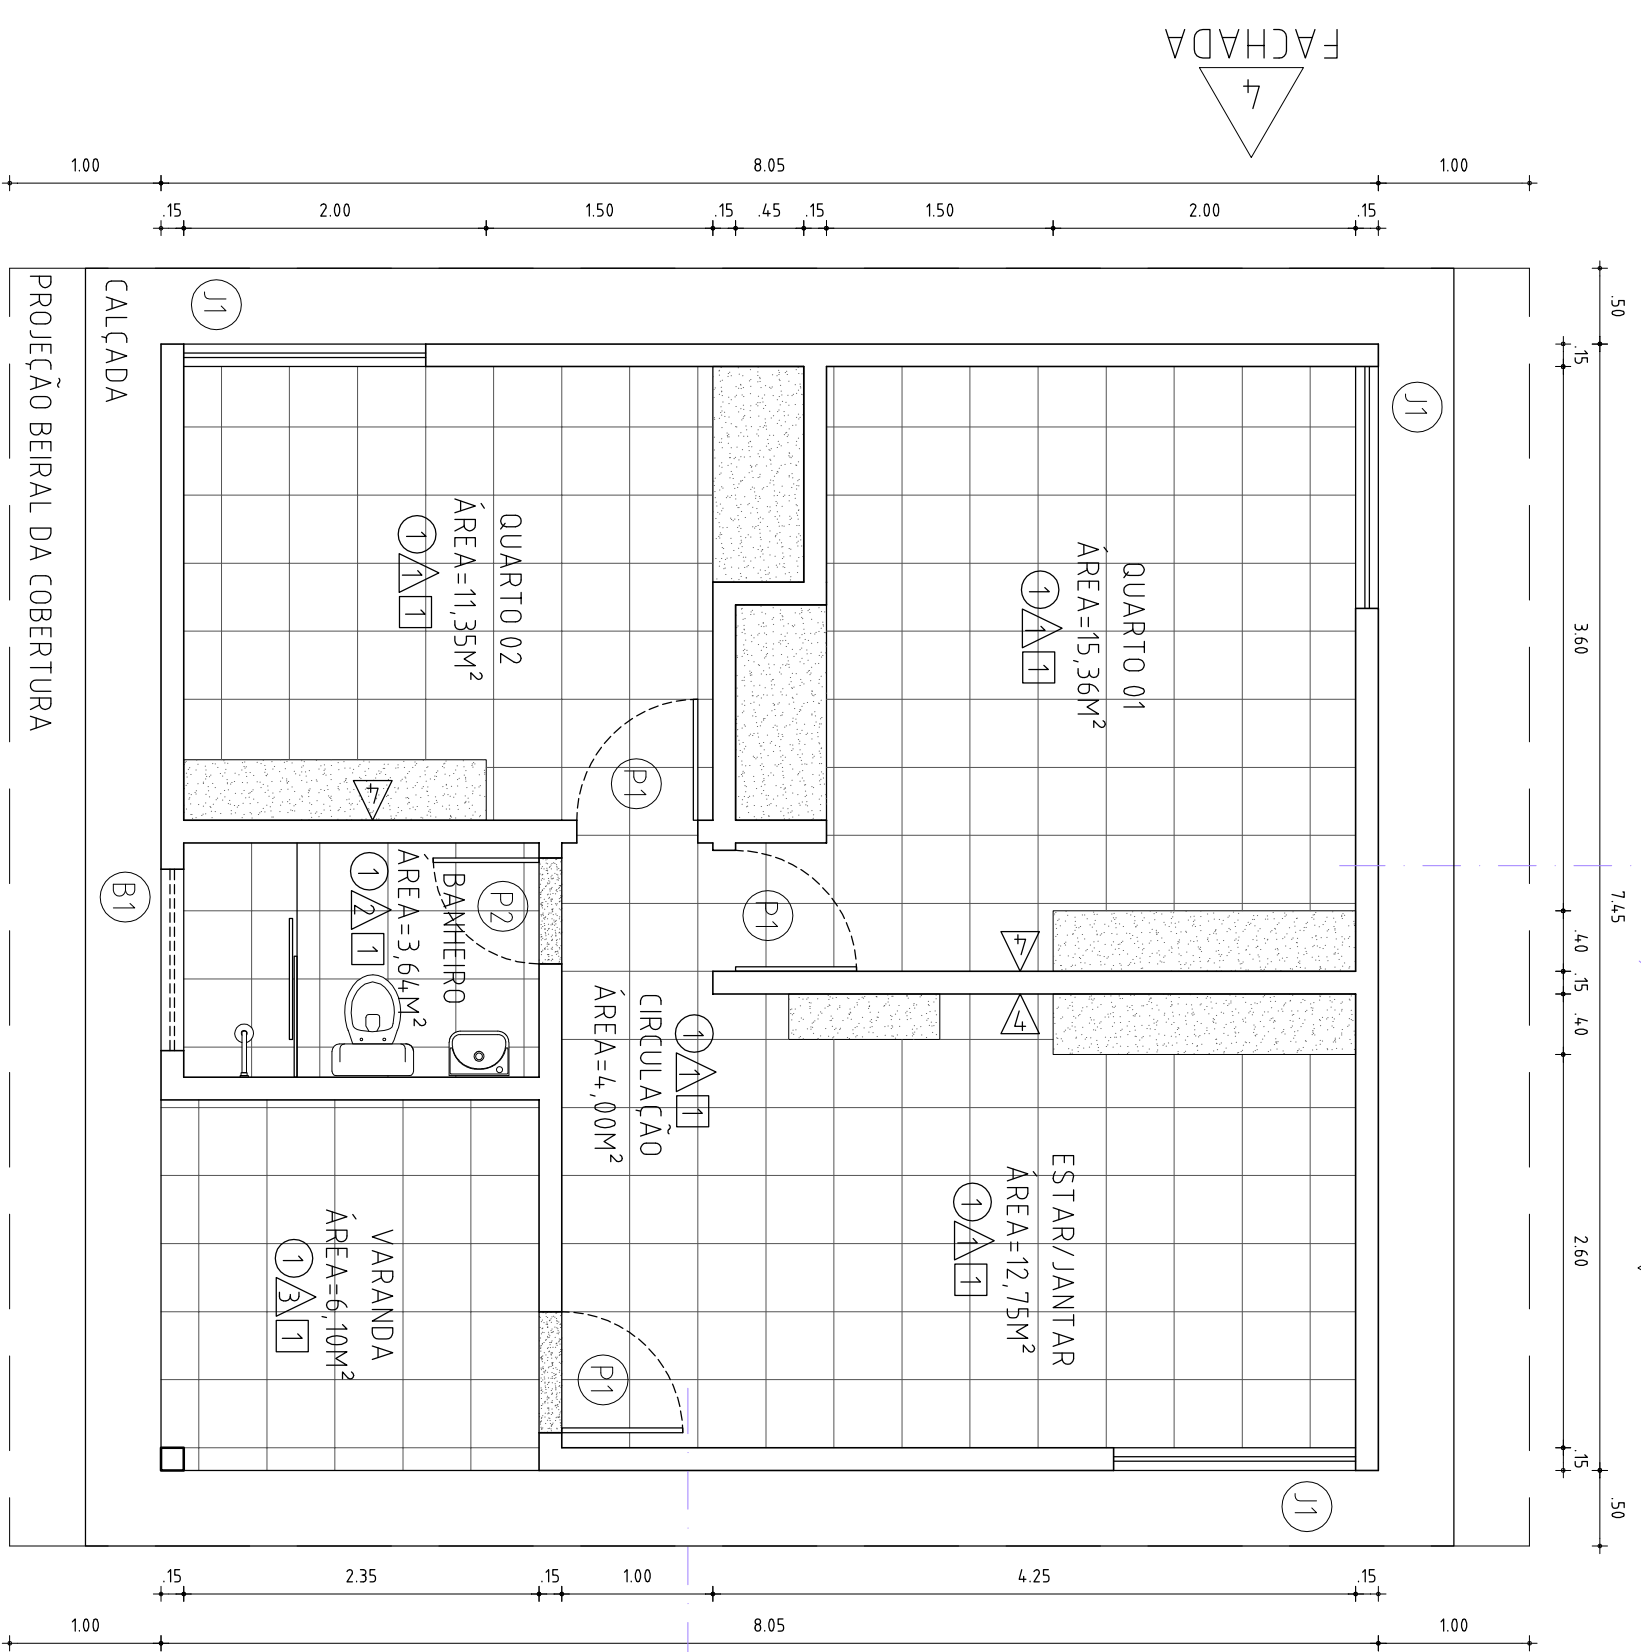 FACHADA
4
1.00
8.05
1.00
.15
2.00
1.50
.15
.45
.15
1.50
2.00
.15
PROJEÇÃO BEIRAL DA COBERTURA
CALÇADA
J1
J1
QUARTO 02
ÁREA=11,35M²
1 1 1
QUARTO 01
ÁREA=15,36M²
1 1 1
P1
4
B1
BANHEIRO
ÁREA=3,64M²
1 2 1
P2
P1
4
4
CIRCULAÇÃO
ÁREA=4,00M²
1 1 1
ESTAR/JANTAR
ÁREA=12,75M²
1 1 1
VARANDA
ÁREA=6,10M²
1 3 1
P1
J1
.50
.15
3.60
7.45
.40
.15
.40
2.60
.15
.50
.15
2.35
.15
1.00
4.25
.15
1.00
8.05
1.00